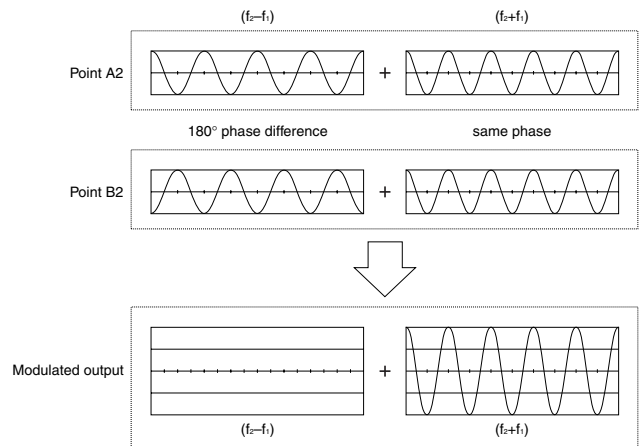 (f₂–f₁) (f₂+f₁)
Point A2 + 
180° phase difference same phase
Point B2 +
Modulated output +
(f₂–f₁) (f₂+f₁)